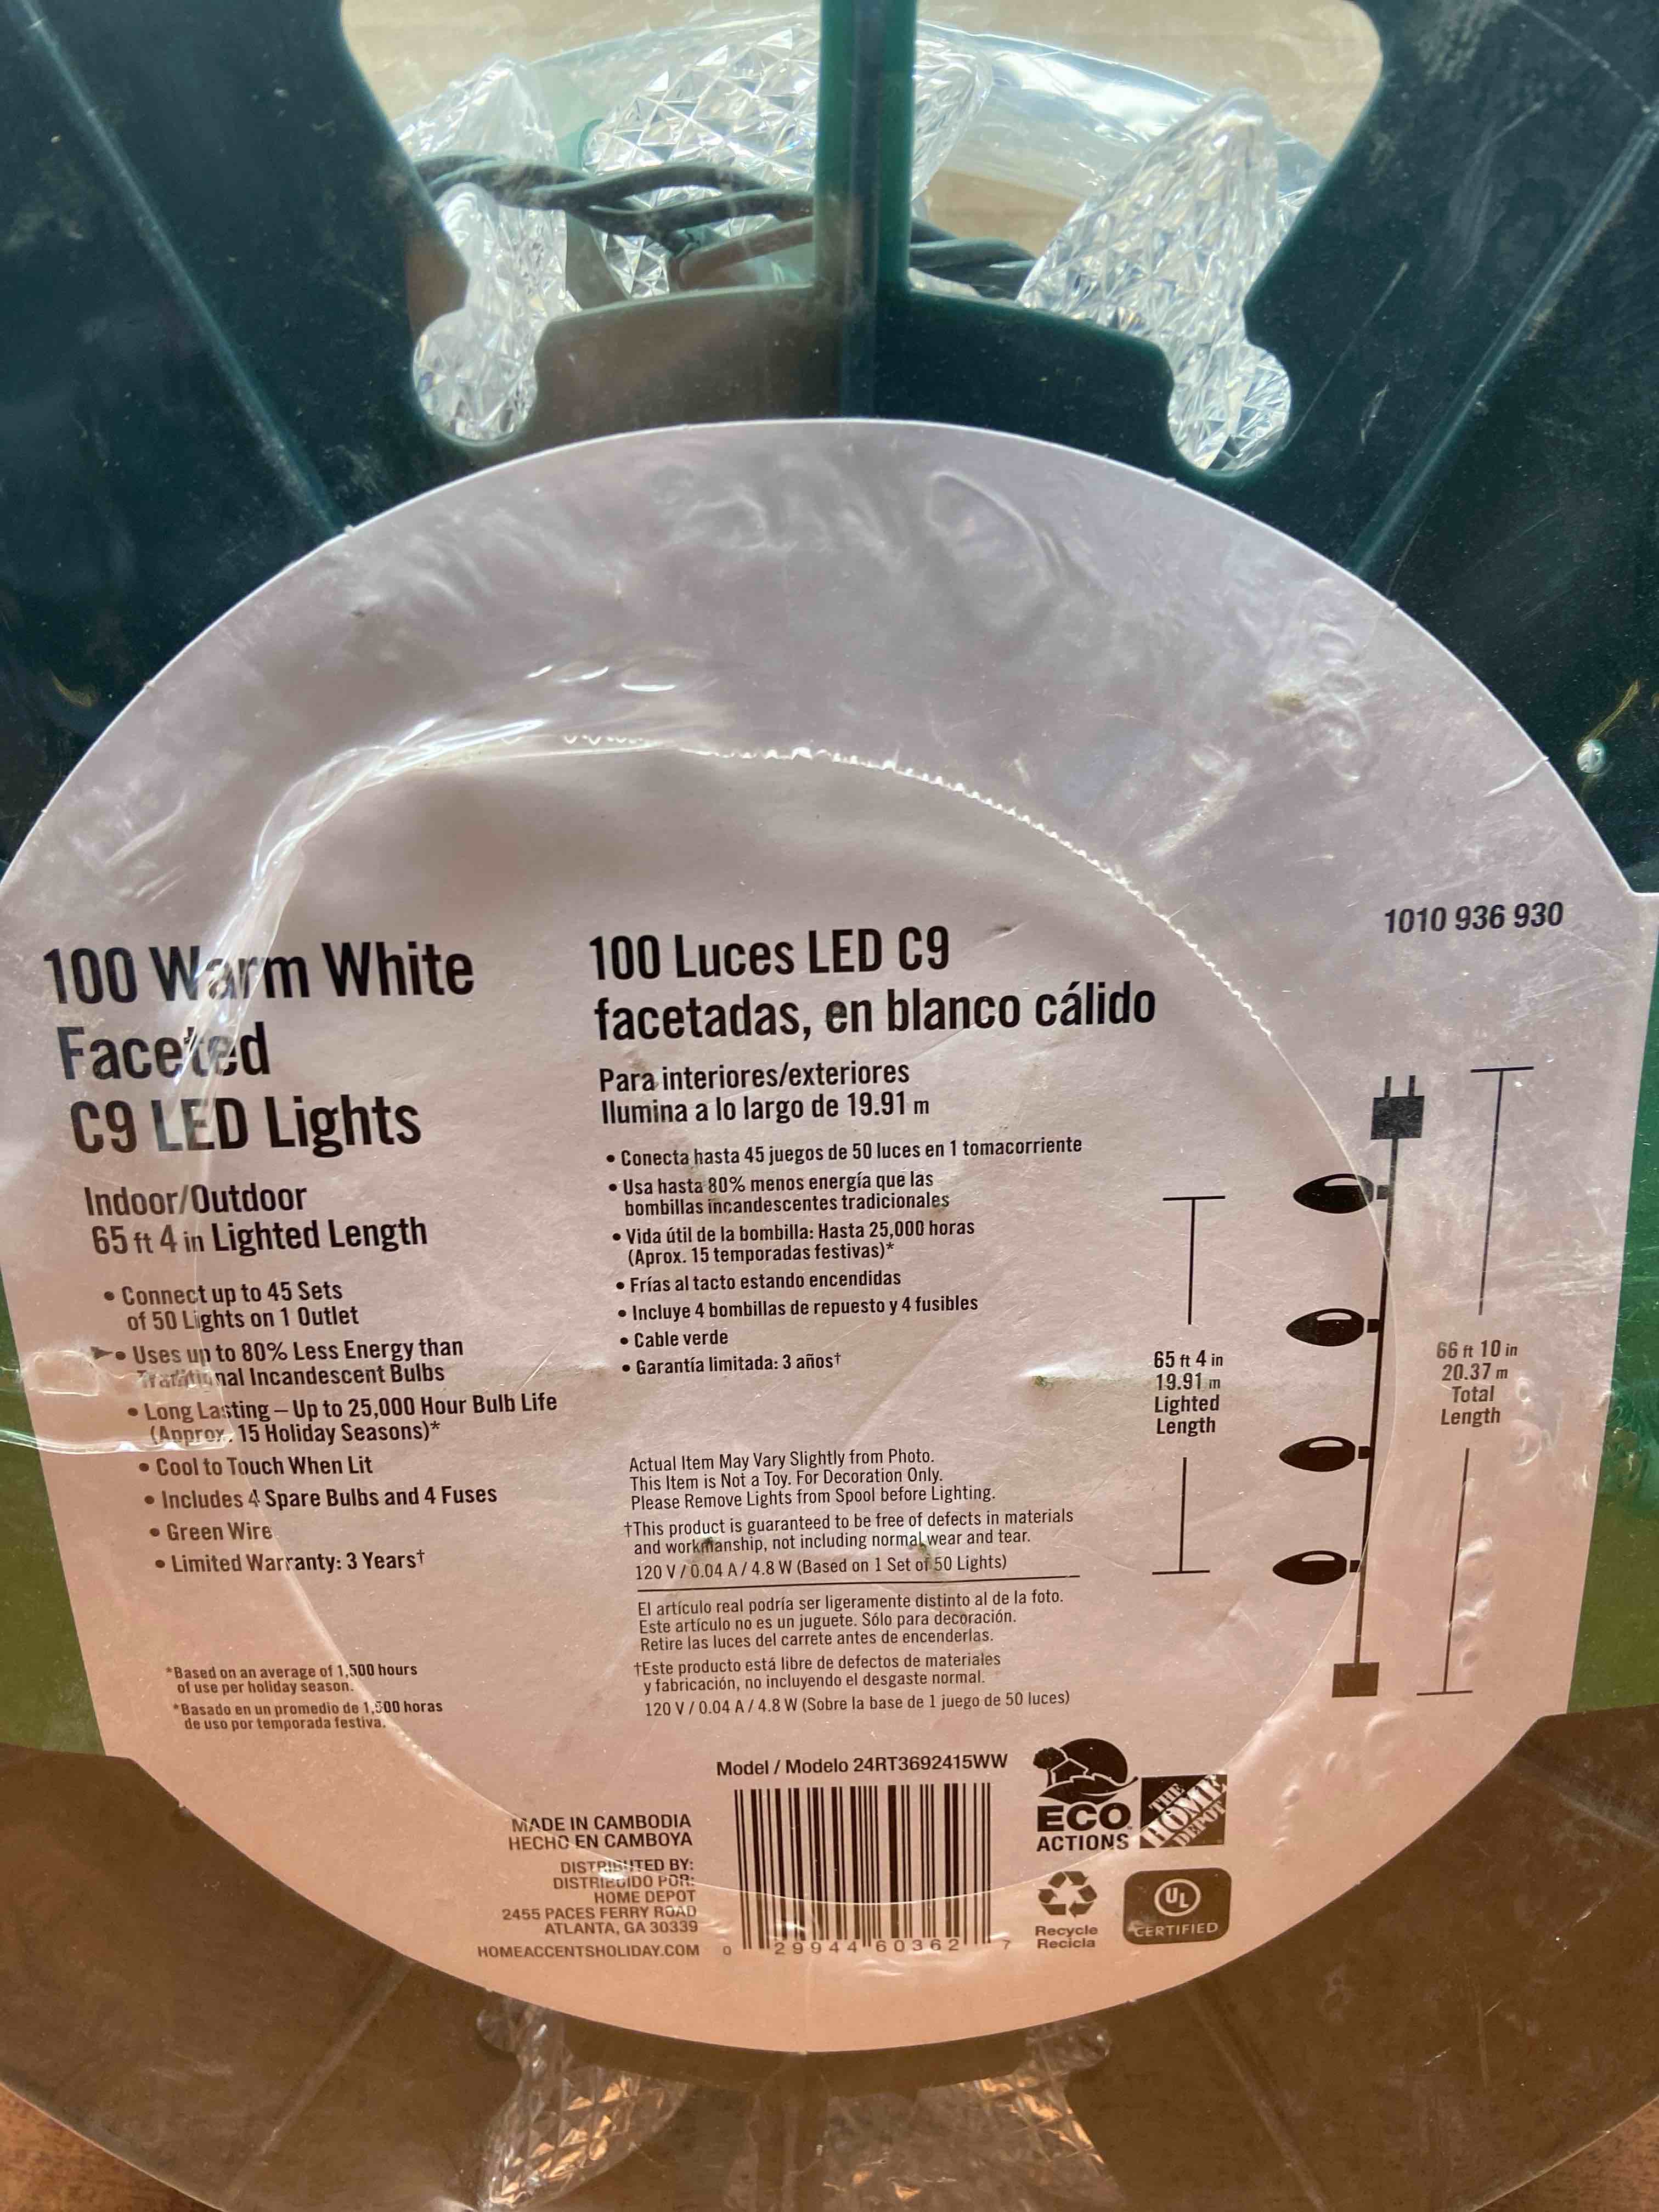 1010 936 930
100 Warm White
Faceted
C9 LED Lights
Indoor/Outdoor
65 ft 4 in Lighted Length
• Connect up to 45 Sets
of 50 Lights on 1 Outlet
• Uses up to 80% Less Energy than
Traditional Incandescent Bulbs
• Long Lasting – Up to 25,000 Hour Bulb Life
(Approx. 15 Holiday Seasons)*
• Cool to Touch When Lit
• Includes 4 Spare Bulbs and 4 Fuses
• Green Wire
• Limited Warranty: 3 Years†
*Based on an average of 1,500 hours
of use per holiday season.
*Basado en un promedio de 1,500 horas
de uso por temporada festiva.
100 Luces LED C9
facetadas, en blanco cálido
Para interiores/exteriores
Ilumina a lo largo de 19.91 m
• Conecta hasta 45 juegos de 50 luces en 1 tomacorriente
• Usa hasta 80% menos energía que las
bombillas incandescentes tradicionales
• Vida útil de la bombilla: Hasta 25,000 horas
(Aprox. 15 temporadas festivas)*
• Frías al tacto estando encendidas
• Incluye 4 bombillas de repuesto y 4 fusibles
• Cable verde
• Garantía limitada: 3 años†
Actual Item May Vary Slightly from Photo.
This Item is Not a Toy. For Decoration Only.
Please Remove Lights from Spool before Lighting.
†This product is guaranteed to be free of defects in materials
and workmanship, not including normal wear and tear.
120 V / 0.04 A / 4.8 W (Based on 1 Set of 50 Lights)
El artículo real podría ser ligeramente distinto al de la foto.
Este artículo no es un juguete. Sólo para decoración.
Retire las luces del carrete antes de encenderlas.
†Este producto está libre de defectos de materiales
y fabricación, no incluyendo el desgaste normal.
120 V / 0.04 A / 4.8 W (Sobre la base de 1 juego de 50 luces)
65 ft 4 in
19.91 m
Lighted
Length
66 ft 10 in
20.37 m
Total
Length
Model / Modelo 24RT3692415WW
MADE IN CAMBODIA
HECHO EN CAMBOYA
DISTRIBUTED BY:
DISTRIBUIDO POR:
HOME DEPOT
2455 PACES FERRY ROAD
ATLANTA, GA 30339
HOMEACCENTSHOLIDAY.COM
0 29944 60362 7
ECO
ACTIONS
THE
HOME
DEPOT
Recycle
Recicla
UL
CERTIFIED